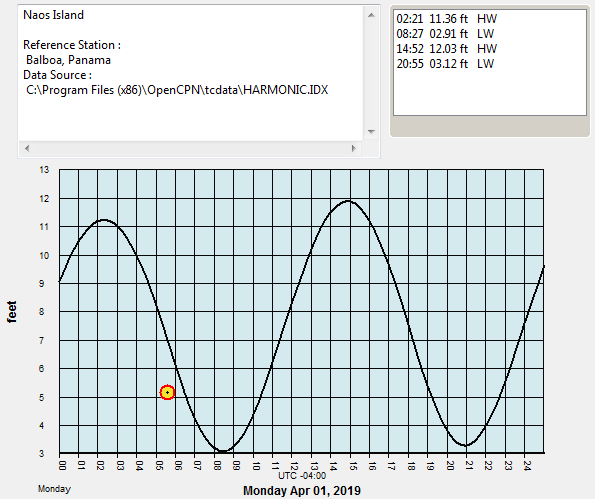 Naos Island
Reference Station :
Balboa, Panama
Data Source :
C:\Program Files (x86)\OpenCPN\tcdata\HARMONIC.IDX
02:21 11.36 ft HW
08:27 02.91 ft LW
14:52 12.03 ft HW
20:55 03.12 ft LW
13
12
11
10
9
8
7
6
5
4
3
feet
00 01 02 03 04 05 06 07 08 09 10 11 12 13 14 15 16 17 18 19 20 21 22 23 24
UTC -04:00
Monday
Monday Apr 01, 2019